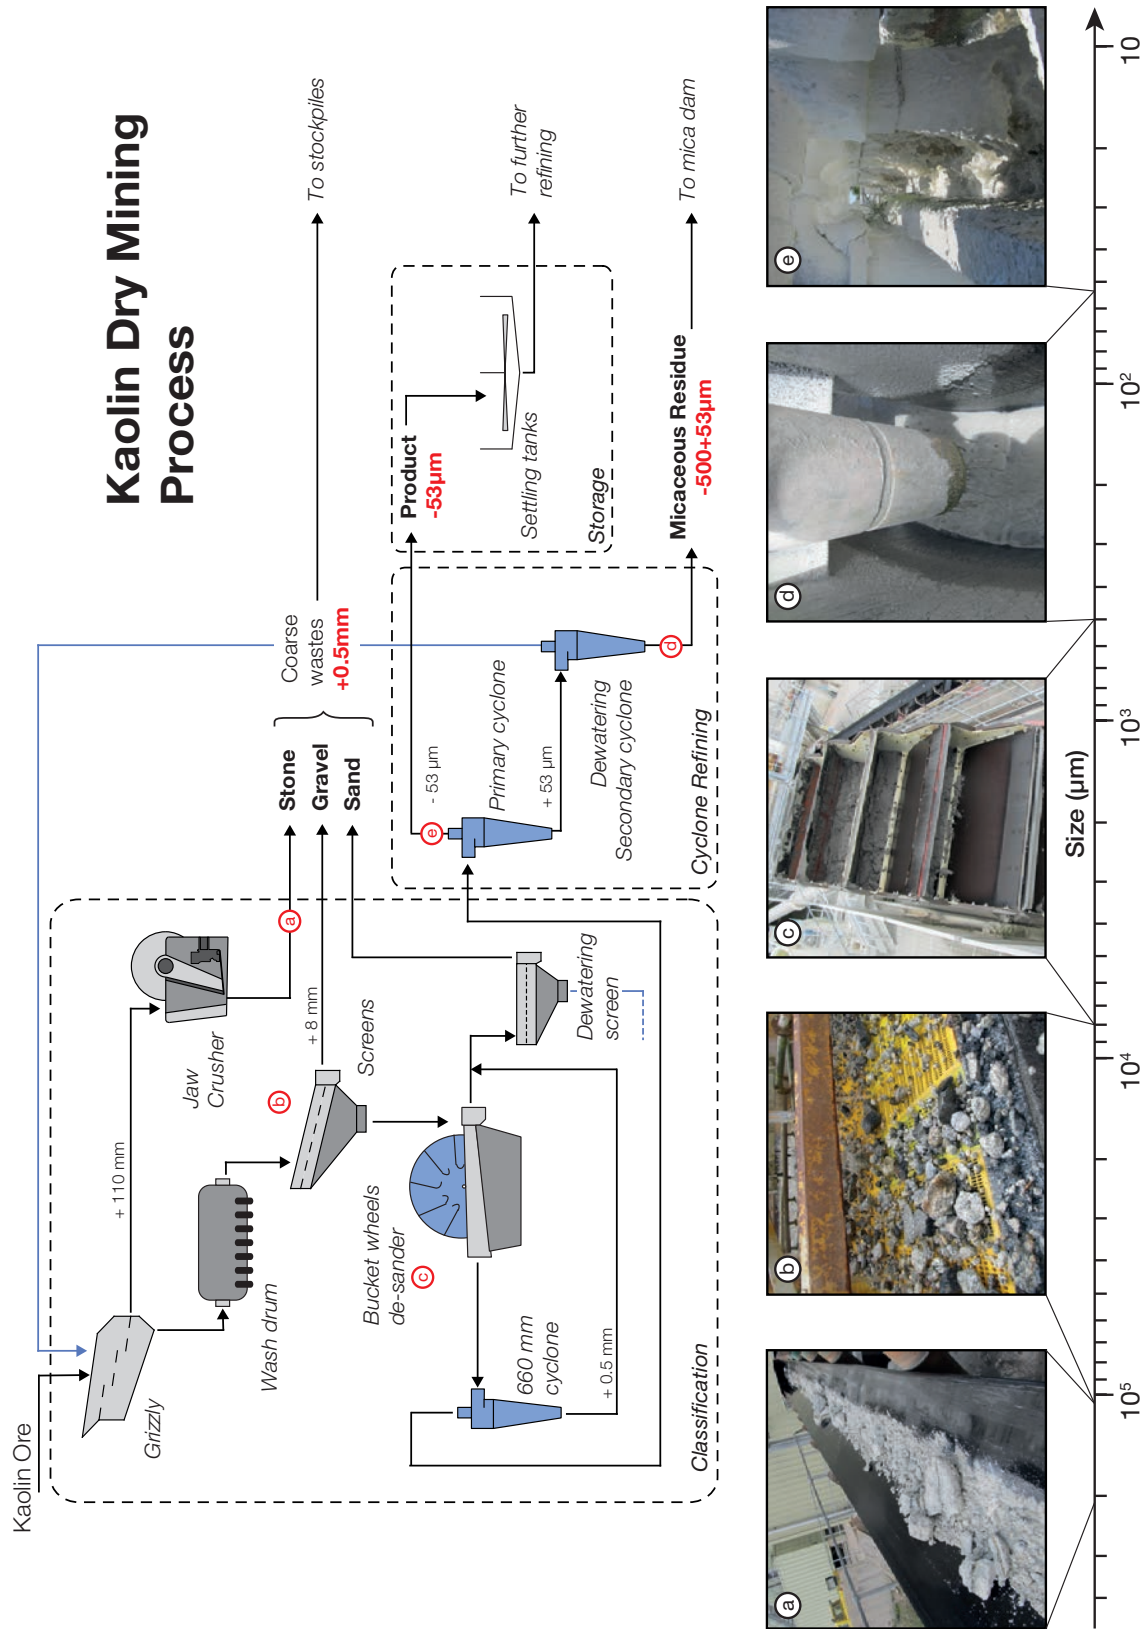 Kaolin Dry Mining
Process
Kaolin Ore
Grizzly
+ 110 mm
Jaw
Crusher
Wash drum
b
Screens
+ 8 mm
a
Stone
Gravel
Sand
Coarse
wastes
+0.5mm
To stockpiles
Bucket wheels
de-sander
c
660 mm
cyclone
+ 0.5 mm
Dewatering
screen
Classification
e
- 53 µm
Primary cyclone
+ 53 µm
Dewatering
Secondary cyclone
d
Cyclone Refining
Product
-53µm
Settling tanks
Storage
To further
refining
Micaceous Residue
-500+53µm
To mica dam
a
b
c
d
e
10⁵
10⁴
10³
10²
10
Size (µm)